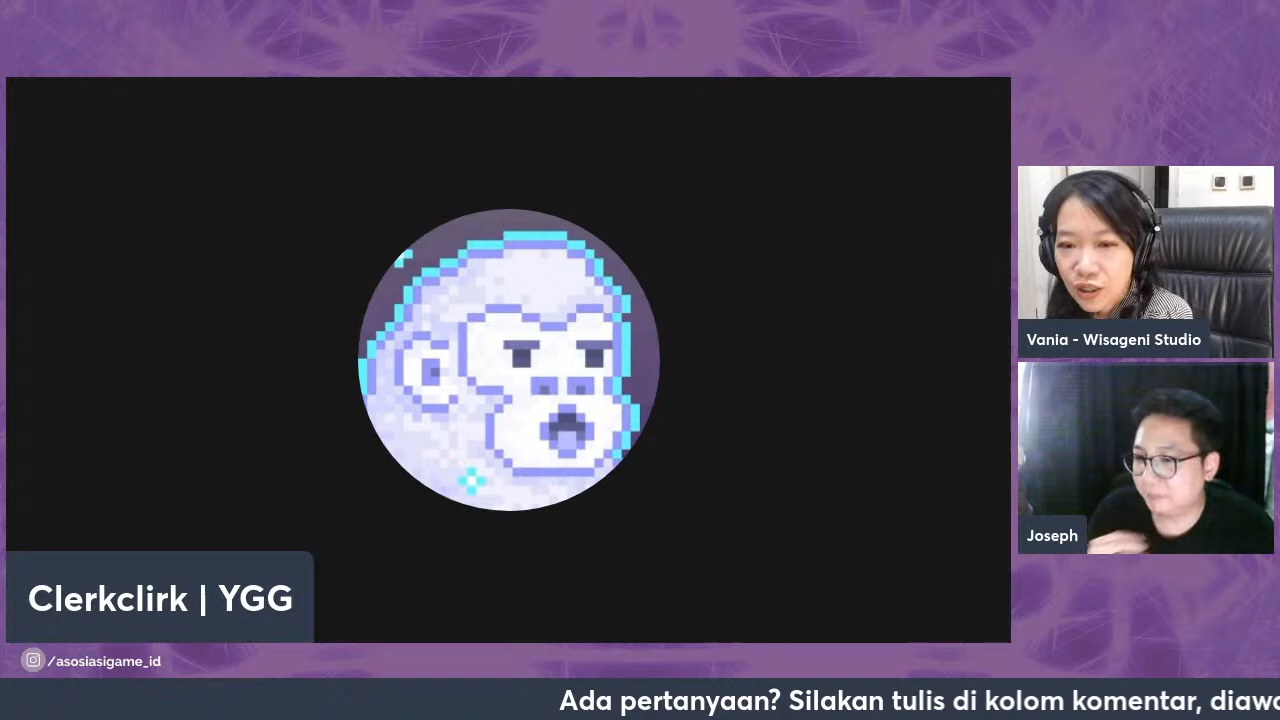 Vania - Wisageni Studio
Joseph
Clerkclirk | YGG
/asosiasigame_id
Ada pertanyaan? Silakan tulis di kolom komentar,